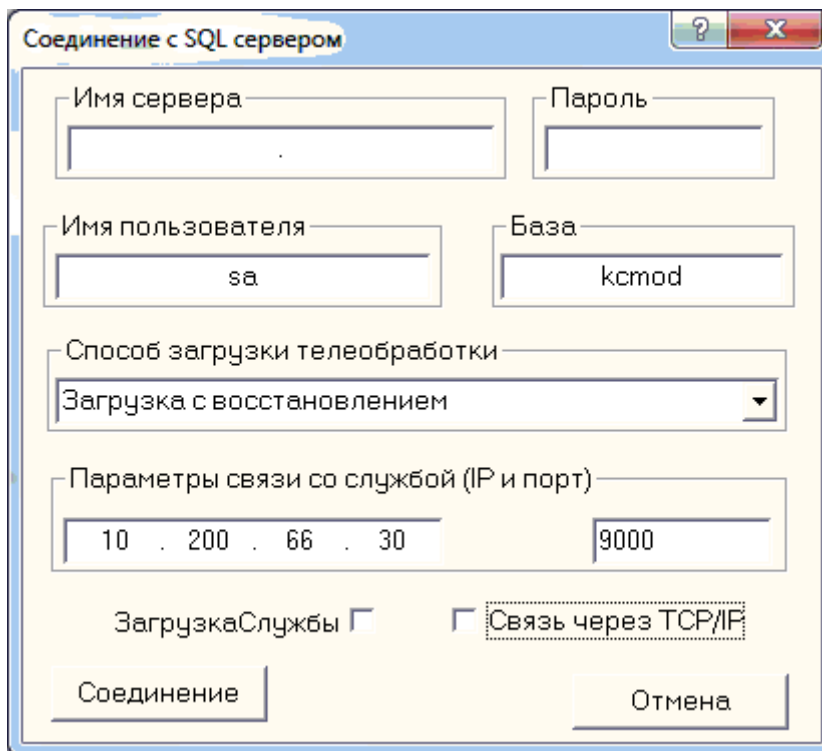 Соединение с SQL сервером
Имя сервера
Пароль
.
Имя пользователя
База
sa
kcmod
Способ загрузки телеобработки
Загрузка с восстановлением
Параметры связи со службой (IP и порт)
10 . 200 . 66 . 30
9000
ЗагрузкаСлужбы
Связь через TCP/IP
Соединение
Отмена